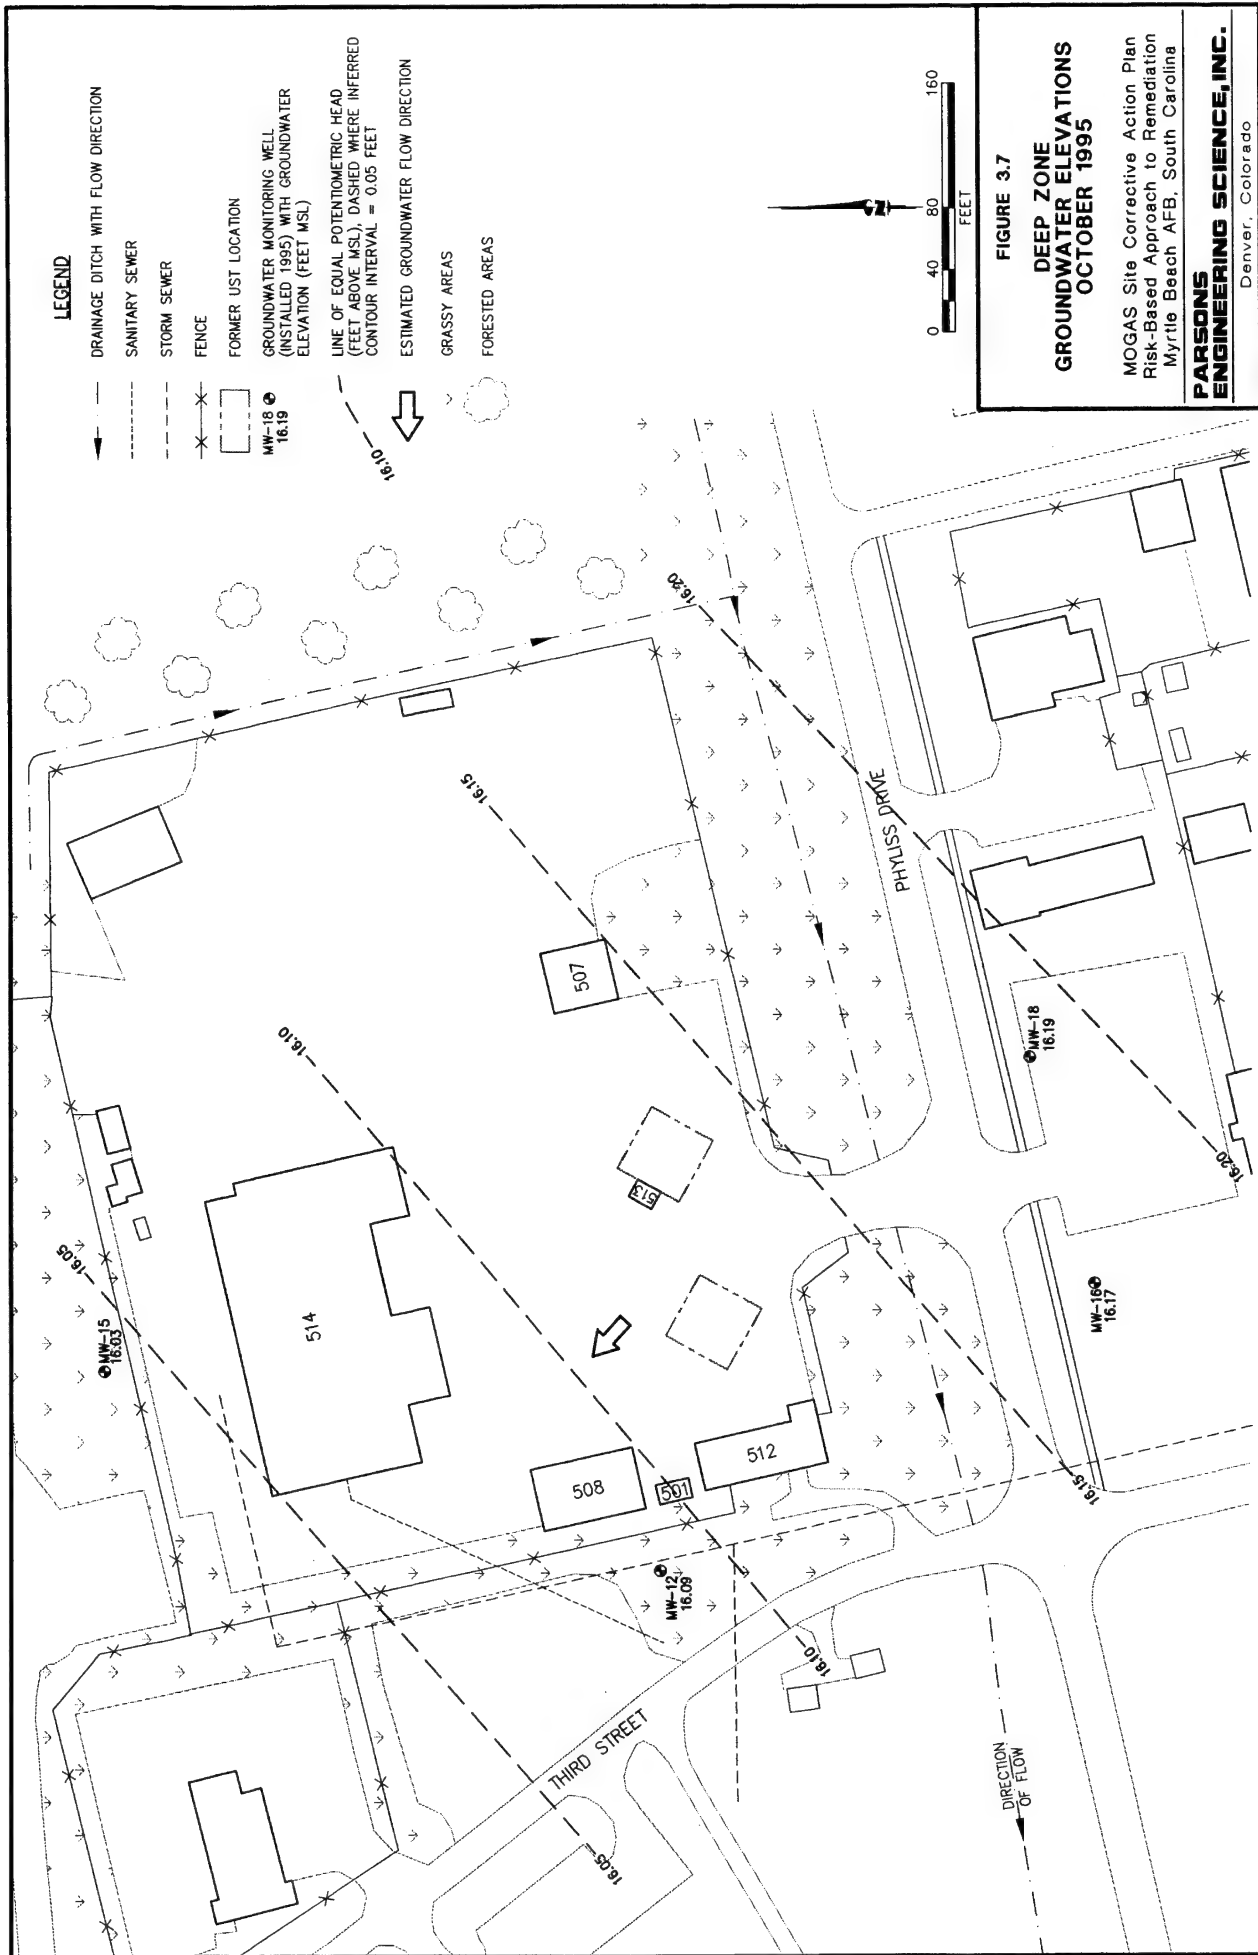 LEGEND
DRAINAGE DITCH WITH FLOW DIRECTION
SANITARY SEWER
STORM SEWER
FENCE
FORMER UST LOCATION
MW-18
16.19
GROUNDWATER MONITORING WELL
(INSTALLED 1995) WITH GROUNDWATER
ELEVATION (FEET MSL)
16.10
LINE OF EQUAL POTENTIOMETRIC HEAD
(FEET ABOVE MSL), DASHED WHERE INFERRED
CONTOUR INTERVAL = 0.05 FEET
ESTIMATED GROUNDWATER FLOW DIRECTION
GRASSY AREAS
FORESTED AREAS
N
0 40 80 160
FEET
FIGURE 3.7
DEEP ZONE
GROUNDWATER ELEVATIONS
OCTOBER 1995
MOGAS Site Corrective Action Plan
Risk-Based Approach to Remediation
Myrtle Beach AFB, South Carolina
PARSONS
ENGINEERING SCIENCE, INC.
Denver, Colorado
16.05
MW-15
16.03
514
16.10
16.15
16.20
507
513
508
501
512
MW-12
16.09
PHYLISS DRIVE
MW-18
16.19
MW-16
16.17
16.20
16.15
16.10
16.05
THIRD STREET
DIRECTION
OF FLOW